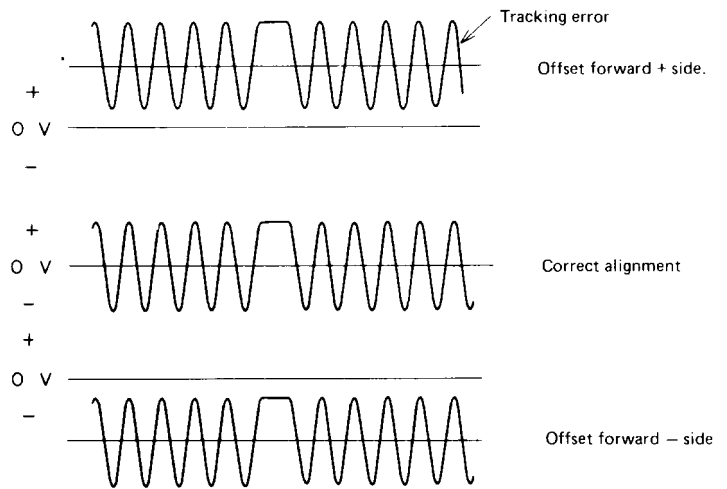 Tracking error
Offset forward + side.
+
O V
−
+
O V
Correct alignment
−
+
O V
−
Offset forward − side